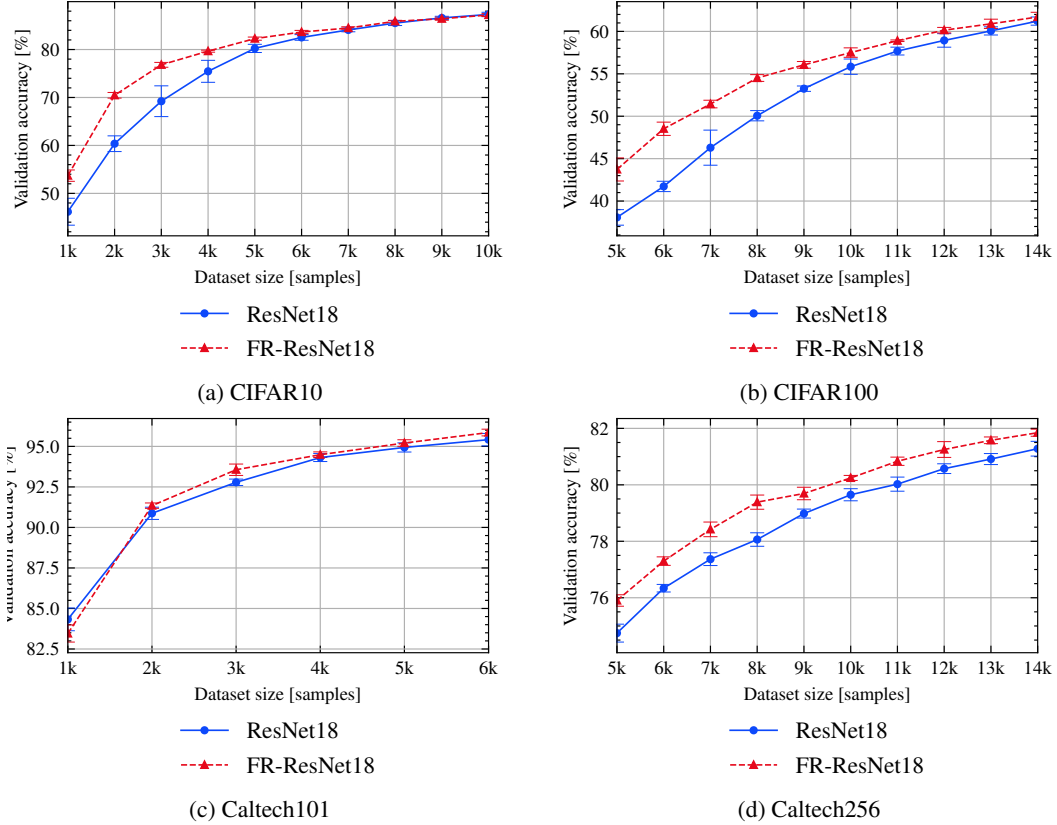 Validation accuracy [%]
80
70
60
50
1k 2k 3k 4k 5k 6k 7k 8k 9k 10k
Dataset size [samples]
ResNet18
FR-ResNet18
(a) CIFAR10
Validation accuracy [%]
60
55
50
45
40
5k 6k 7k 8k 9k 10k 11k 12k 13k 14k
Dataset size [samples]
ResNet18
FR-ResNet18
(b) CIFAR100
Validation accuracy [%]
95.0
92.5
90.0
87.5
85.0
82.5
1k 2k 3k 4k 5k 6k
Dataset size [samples]
ResNet18
FR-ResNet18
(c) Caltech101
Validation accuracy [%]
82
80
78
76
5k 6k 7k 8k 9k 10k 11k 12k 13k 14k
Dataset size [samples]
ResNet18
FR-ResNet18
(d) Caltech256